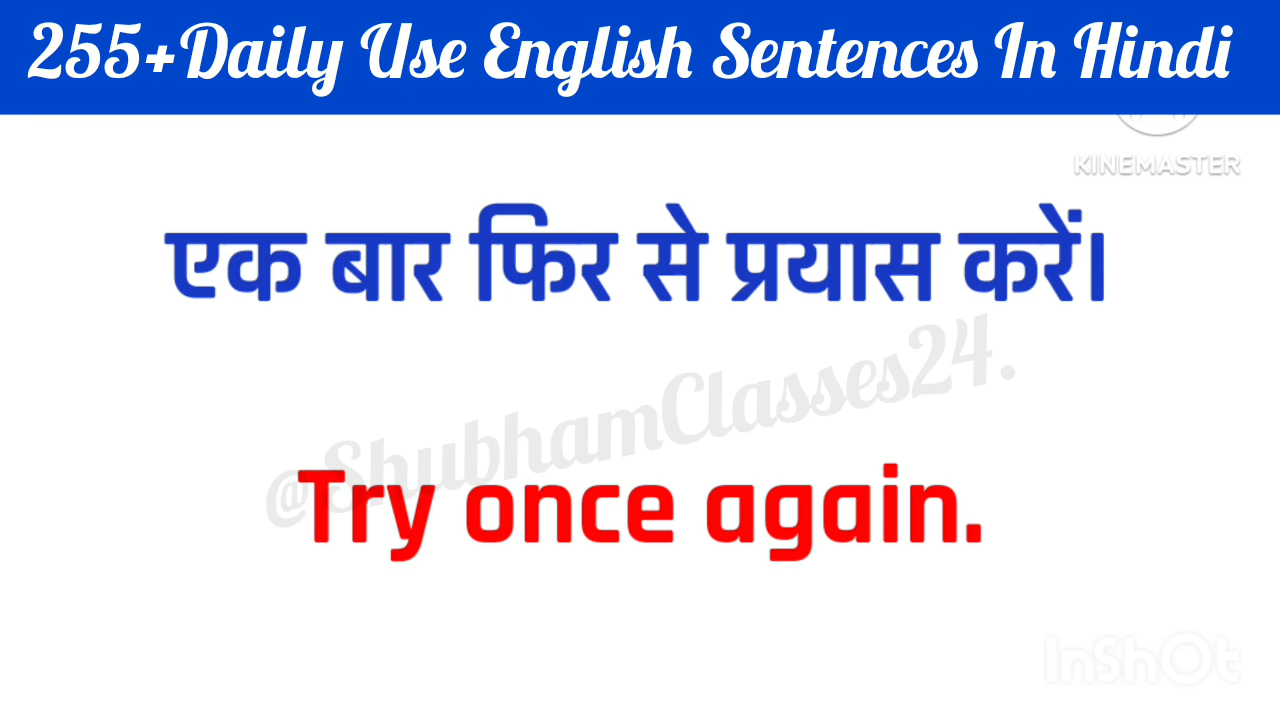 255+Daily Use English Sentences In Hindi
KINEMASTER
एक बार फिर से प्रयास करें।
@ShubhamClasses24.
Try once again.
InShOt